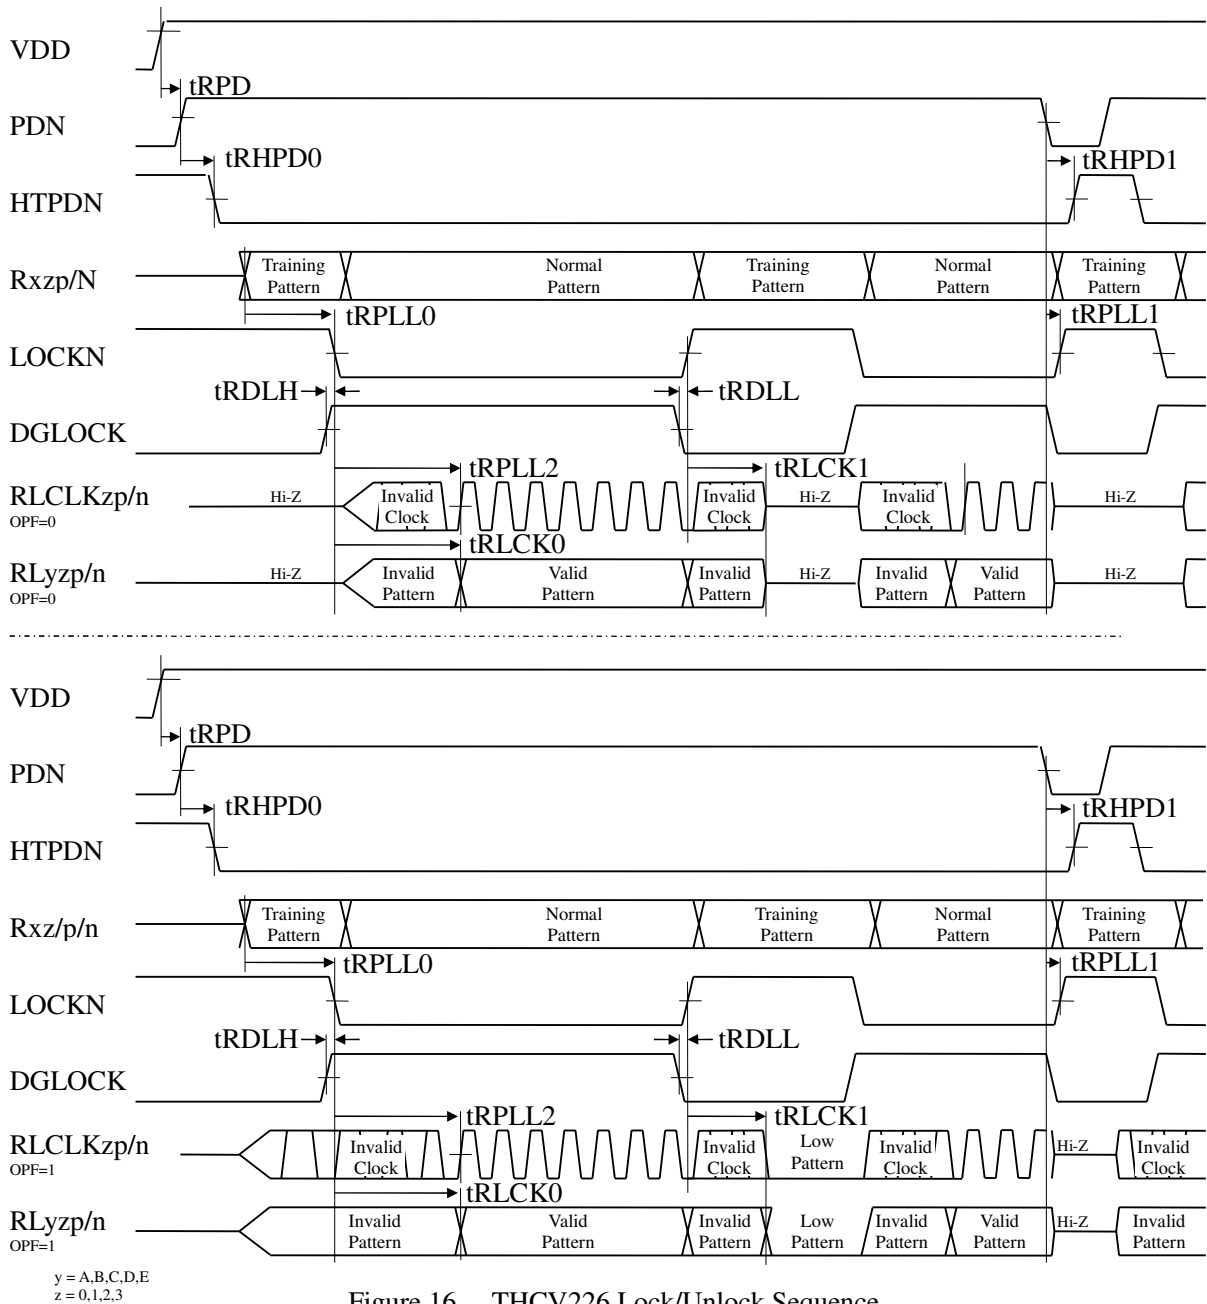 VDD
tRPD
PDN
tRHPD0
tRHPD1
HTPDN
Rxzp/N
Training Pattern
Normal Pattern
Training Pattern
Normal Pattern
Training Pattern
tRPLL0
tRPLL1
LOCKN
tRDLH
tRDLL
DGLOCK
tRPLL2
tRLCK1
RLCLKzp/n
OPF=0
Hi-Z
Invalid Clock
Invalid Clock
Hi-Z
Invalid Clock
Hi-Z
tRLCK0
RLyzp/n
OPF=0
Hi-Z
Invalid Pattern
Valid Pattern
Invalid Pattern
Hi-Z
Invalid Pattern
Valid Pattern
Hi-Z
VDD
tRPD
PDN
tRHPD0
tRHPD1
HTPDN
Rxz/p/n
Training Pattern
Normal Pattern
Training Pattern
Normal Pattern
Training Pattern
tRPLL0
tRPLL1
LOCKN
tRDLH
tRDLL
DGLOCK
tRPLL2
tRLCK1
RLCLKzp/n
OPF=1
Invalid Clock
Invalid Clock
Low Pattern
Invalid Clock
Hi-Z
Invalid Clock
tRLCK0
RLyzp/n
OPF=1
Invalid Pattern
Valid Pattern
Invalid Pattern
Low Pattern
Invalid Pattern
Valid Pattern
Hi-Z
Invalid Pattern
y = A,B,C,D,E
z = 0,1,2,3
Figure 16 THCV226 Lock/Unlock Sequence